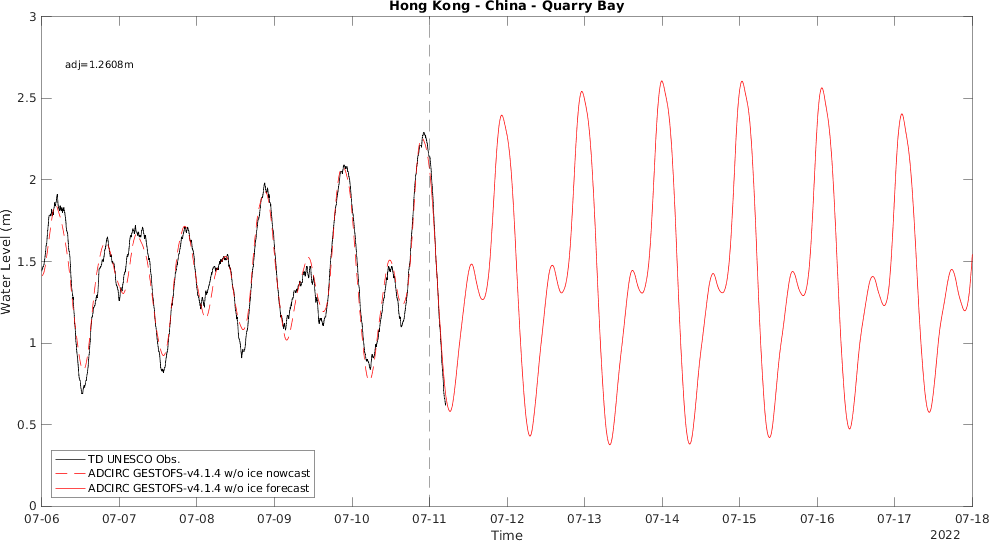 Hong Kong - China - Quarry Bay
adj=1.2608m
Water Level (m)
3
2.5
2
1.5
1
0.5
0
TD UNESCO Obs.
ADCIRC GESTOFS-v4.1.4 w/o ice nowcast
ADCIRC GESTOFS-v4.1.4 w/o ice forecast
07-06 07-07 07-08 07-09 07-10 07-11 07-12 07-13 07-14 07-15 07-16 07-17 07-18
Time
2022